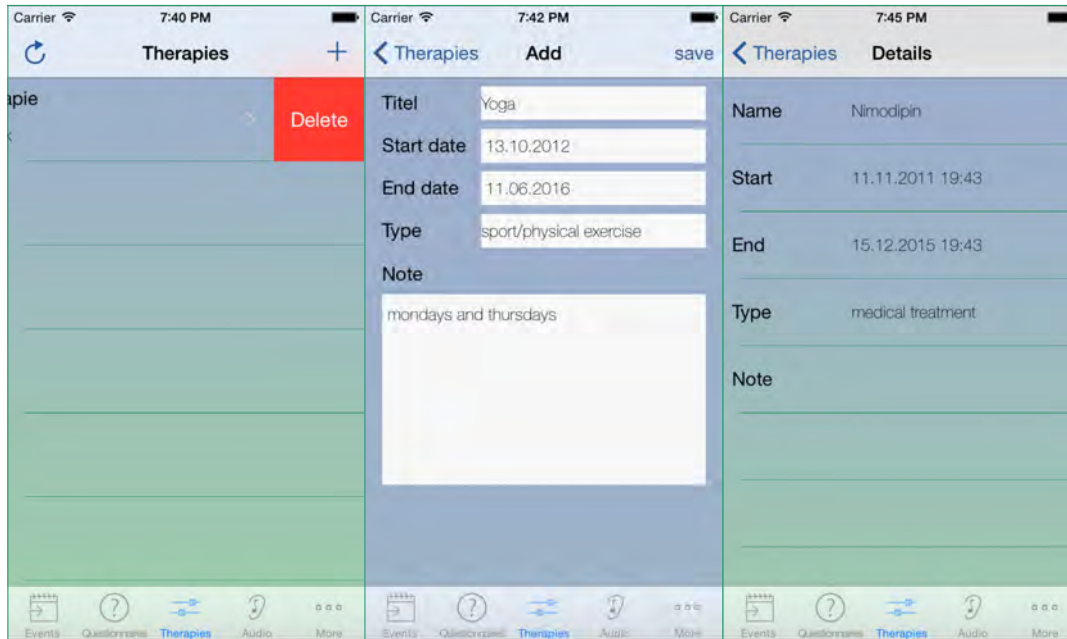 Carrier 7:40 PM
Therapies
apie
Delete
Events Questionnaires Therapies Audio More
Carrier 7:42 PM
Therapies Add save
Titel Yoga
Start date 13.10.2012
End date 11.06.2016
Type sport/physical exercise
Note
mondays and thursdays
Events Questionnaires Therapies Audio More
Carrier 7:45 PM
Therapies Details
Name Nimodipin
Start 11.11.2011 19:43
End 15.12.2015 19:43
Type medical treatment
Note
Events Questionnaires Therapies Audio More